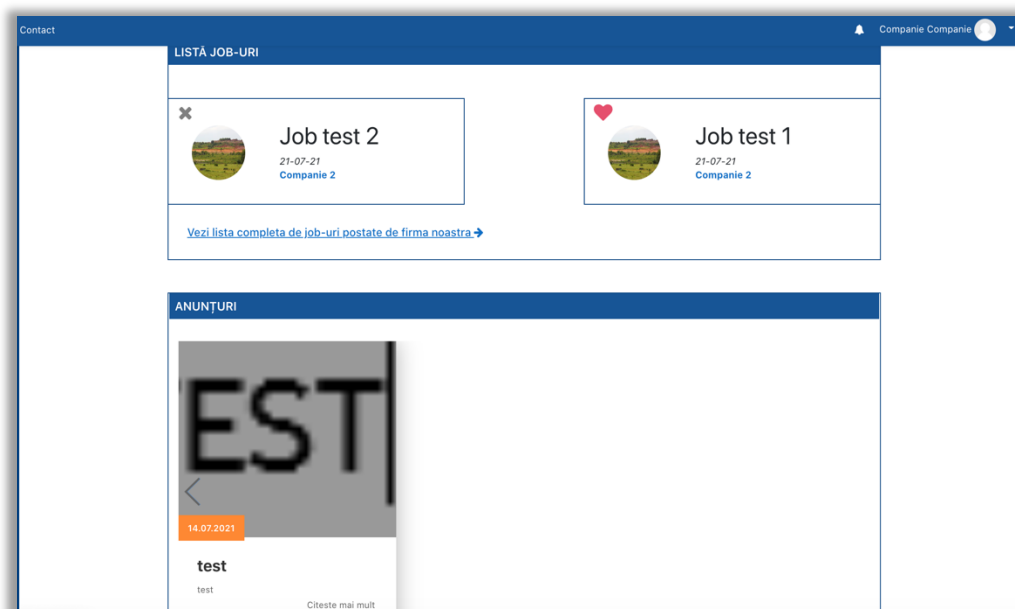 Contact
Companie Companie
LISTĂ JOB-URI
Job test 2
21-07-21
Companie 2
Job test 1
21-07-21
Companie 2
Vezi lista completa de job-uri postate de firma noastra
ANUNȚURI
EST
14.07.2021
test
test
Citeste mai mult